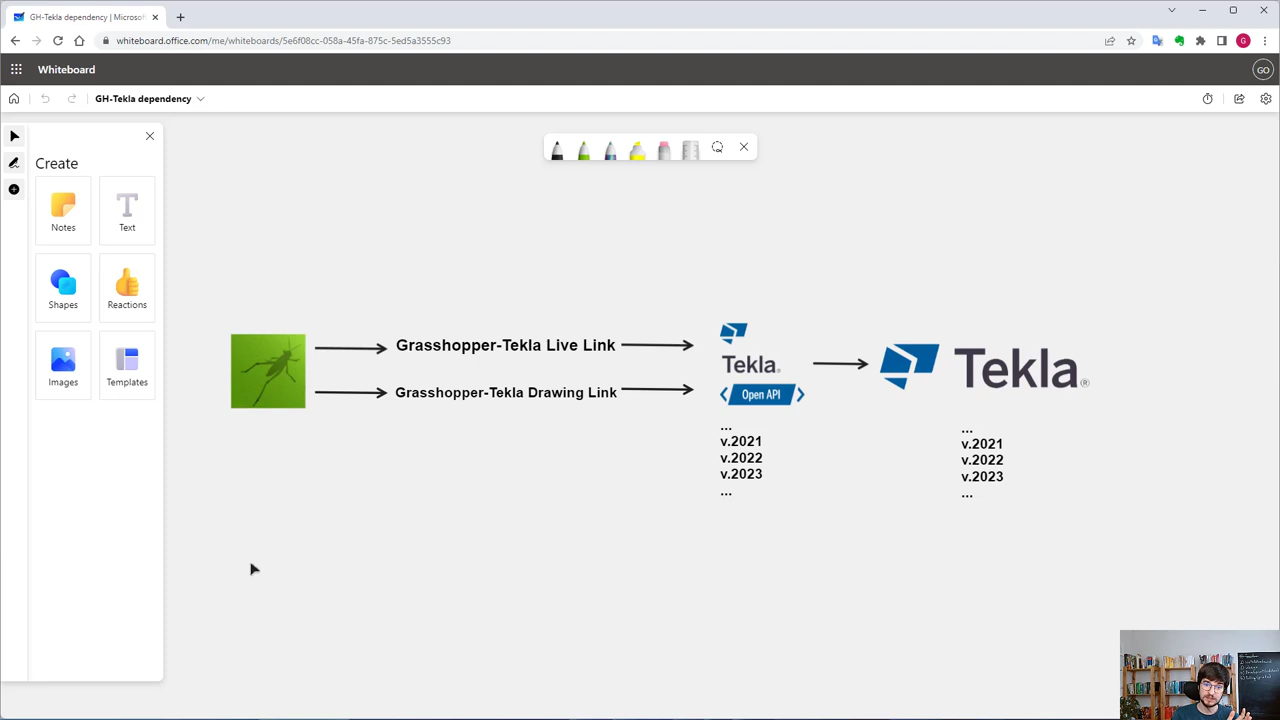 GH-Tekla dependency | Microsof
whiteboard.office.com/me/whiteboards/5e6f08cc-058a-45fa-875c-5ed5a3555c93
G
Whiteboard
GO
GH-Tekla dependency
Create
Notes
Text
Shapes
Reactions
Images
Templates
Grasshopper-Tekla Live Link
Grasshopper-Tekla Drawing Link
Tekla.
Open API
...
v.2021
v.2022
v.2023
...
Tekla®
...
v.2021
v.2022
v.2023
...